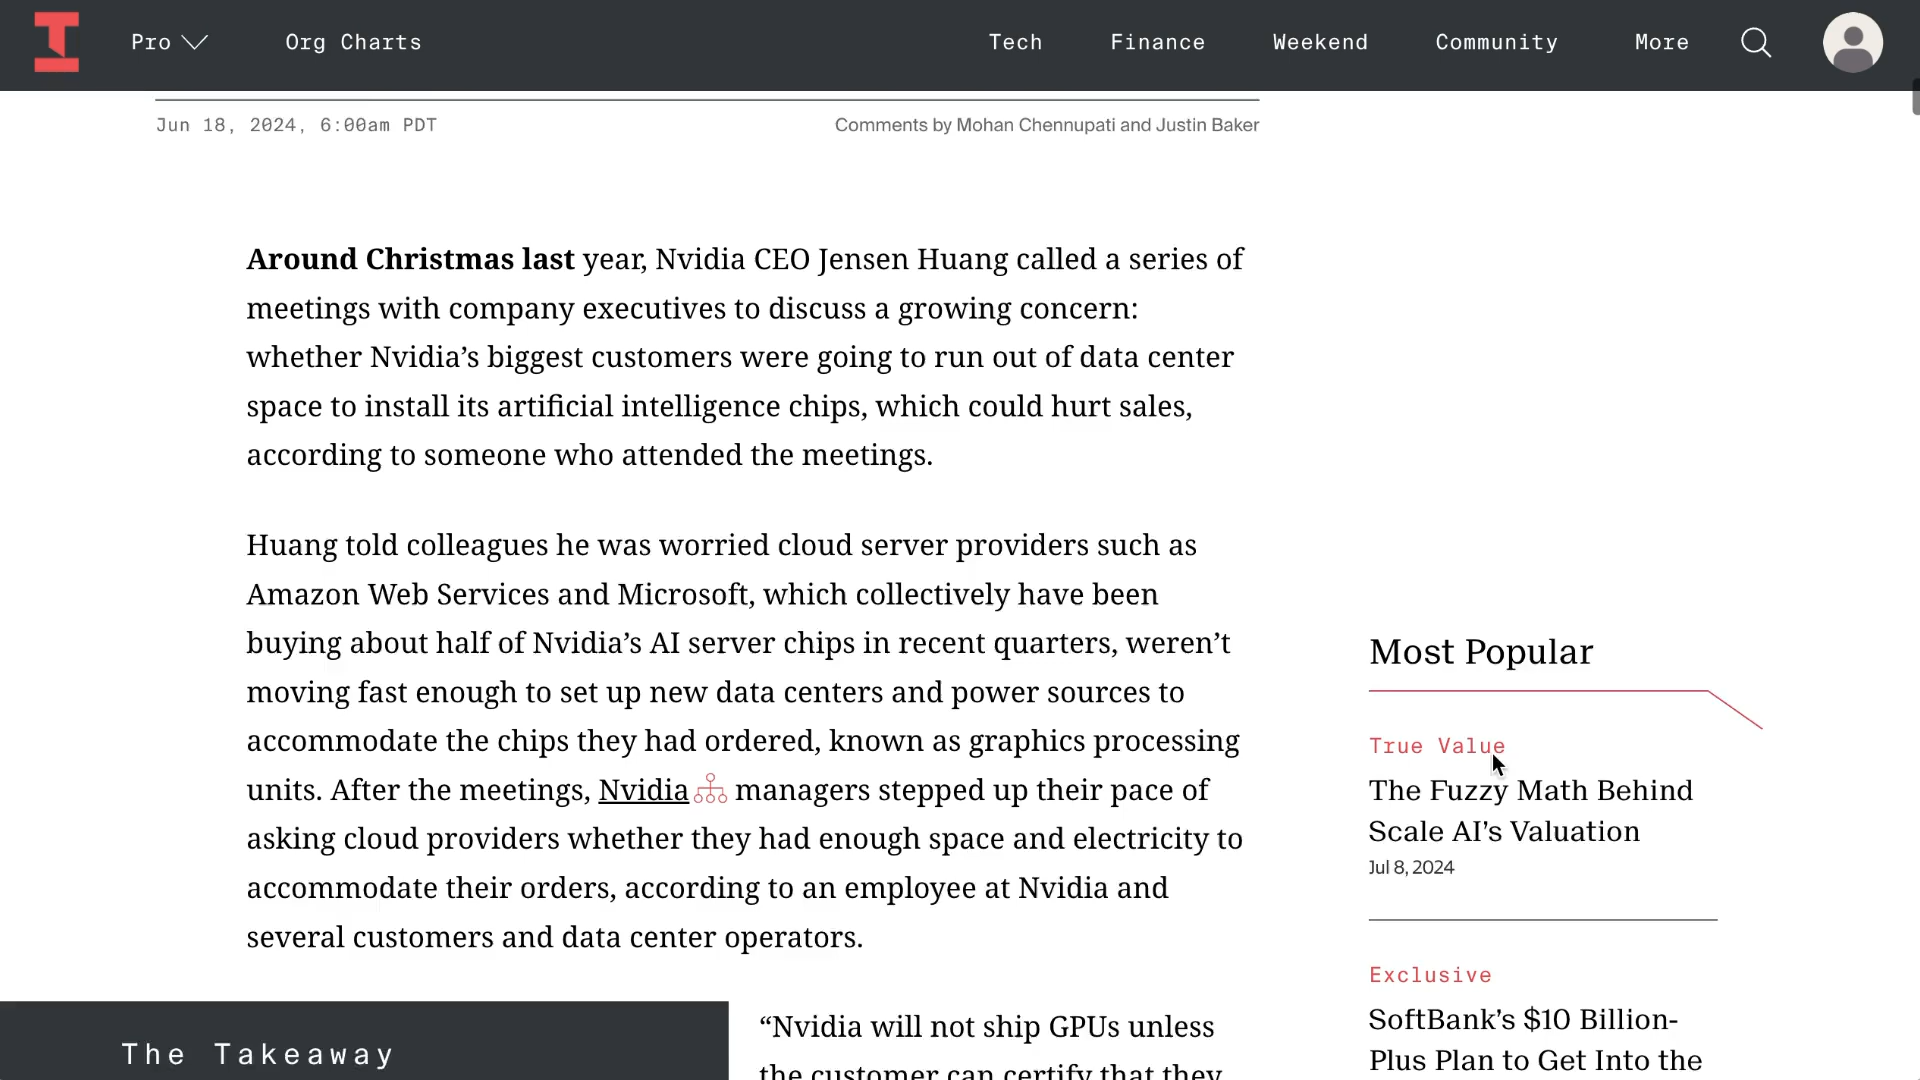 Pro
Org Charts
Tech
Finance
Weekend
Community
More
Jun 18, 2024, 6:00am PDT
Comments by Mohan Chennupati and Justin Baker
Around Christmas last year, Nvidia CEO Jensen Huang called a series of
meetings with company executives to discuss a growing concern:
whether Nvidia’s biggest customers were going to run out of data center
space to install its artificial intelligence chips, which could hurt sales,
according to someone who attended the meetings.
Huang told colleagues he was worried cloud server providers such as
Amazon Web Services and Microsoft, which collectively have been
buying about half of Nvidia’s AI server chips in recent quarters, weren’t
moving fast enough to set up new data centers and power sources to
accommodate the chips they had ordered, known as graphics processing
units. After the meetings, Nvidia managers stepped up their pace of
asking cloud providers whether they had enough space and electricity to
accommodate their orders, according to an employee at Nvidia and
several customers and data center operators.
The Takeaway
“Nvidia will not ship GPUs unless
the customer can certify that they
Most Popular
True Value
The Fuzzy Math Behind
Scale AI’s Valuation
Jul 8, 2024
Exclusive
SoftBank’s $10 Billion-
Plus Plan to Get Into the